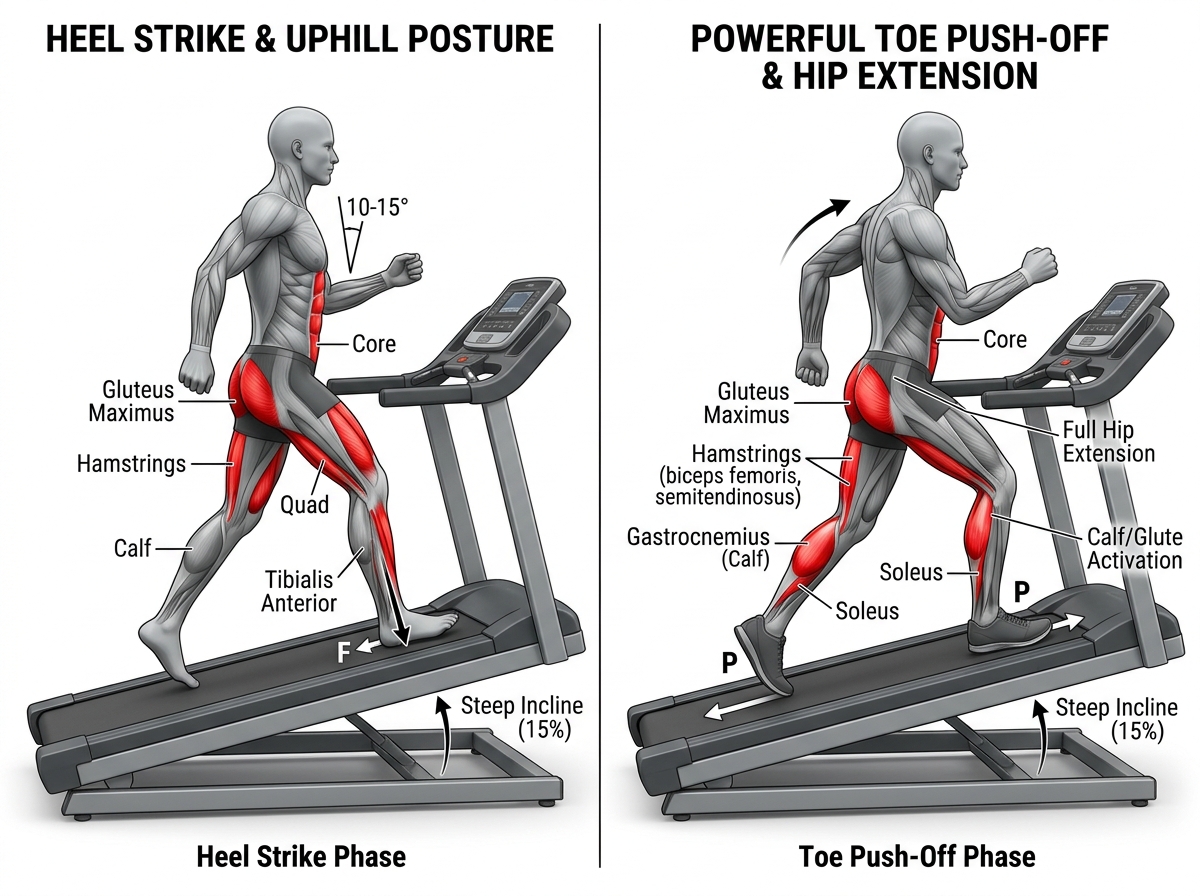 HEEL STRIKE & UPHILL POSTURE
10-15°
Core
Gluteus
Maximus
Hamstrings
Quad
Calf
Tibialis
Anterior
F
Steep Incline
(15%)
Heel Strike Phase
POWERFUL TOE PUSH-OFF
& HIP EXTENSION
Core
Gluteus
Maximus
Full Hip
Extension
Hamstrings
(biceps femoris,
semitendinosus)
Gastrocnemius
(Calf)
Calf/Glute
Activation
Soleus
Soleus
P
P
Steep Incline
(15%)
Toe Push-Off Phase